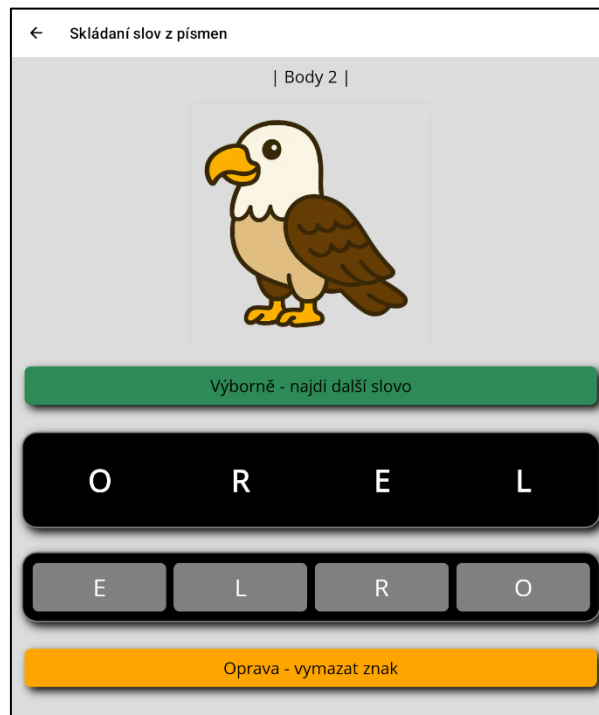 ← Skládaní slov z písmen
| Body 2 |
Výborně - najdi další slovo
O R E L
E L R O
Oprava - vymazat znak